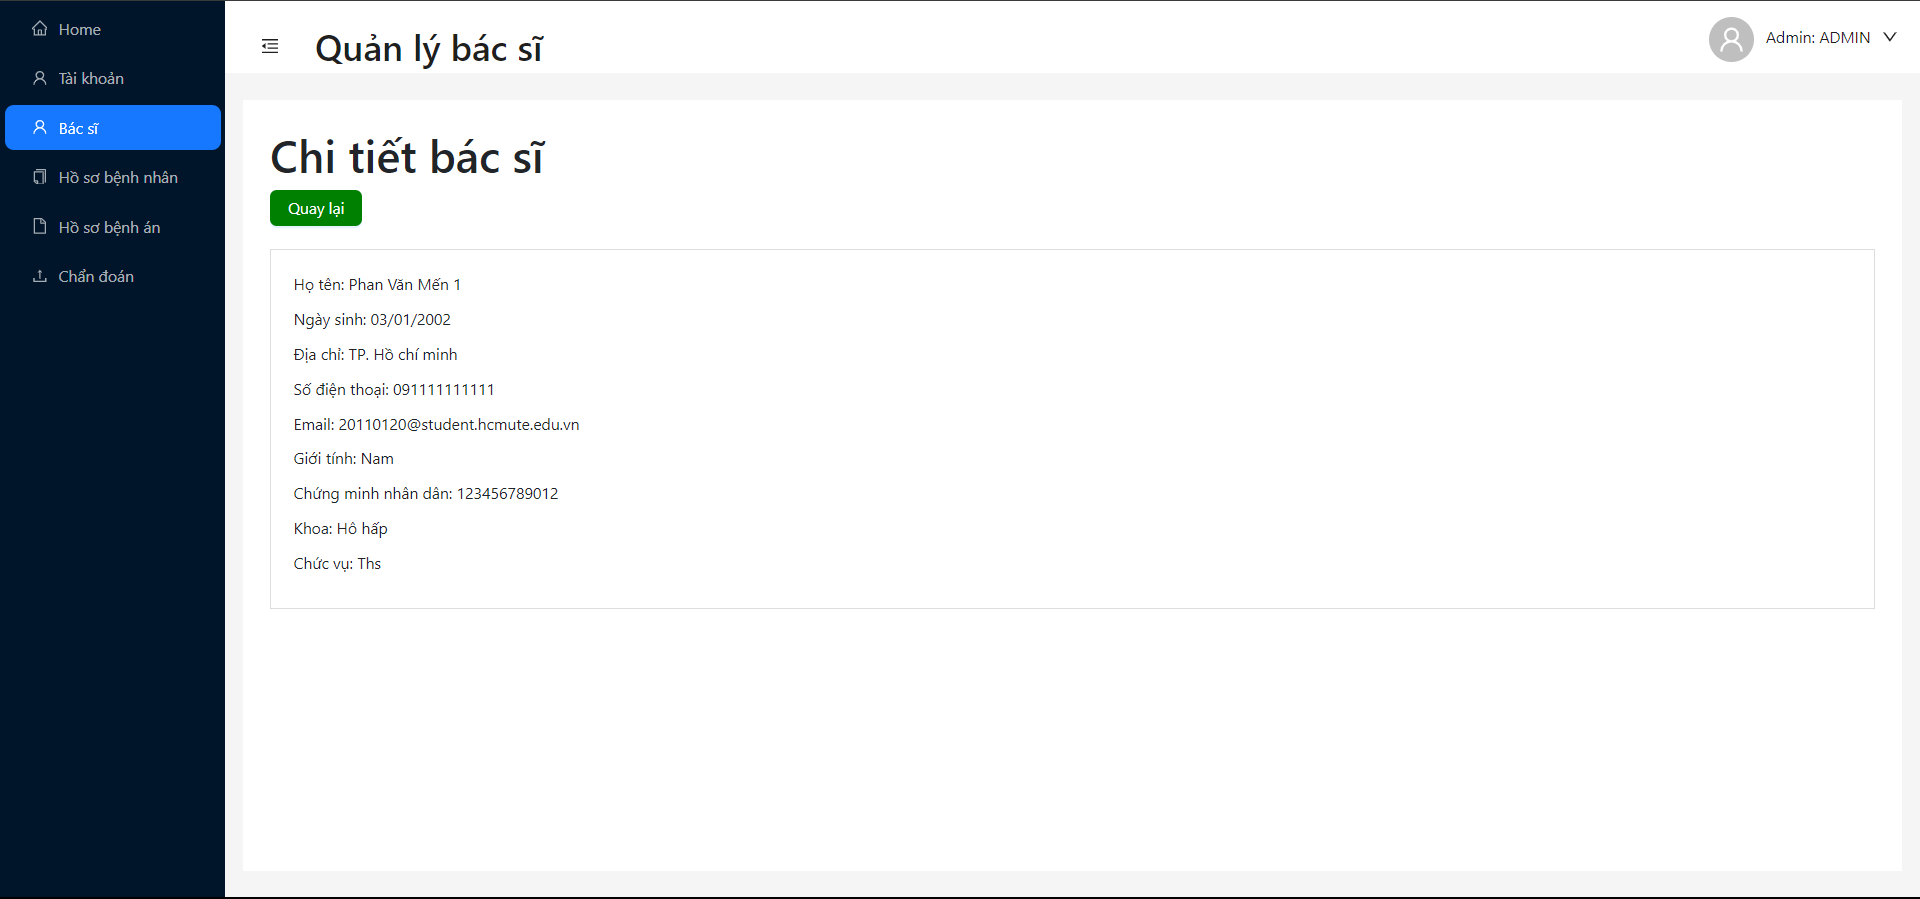 Home
Tài khoản
Bác sĩ
Hồ sơ bệnh nhân
Hồ sơ bệnh án
Chẩn đoán
Quản lý bác sĩ
Admin: ADMIN
Chi tiết bác sĩ
Quay lại
Họ tên: Phan Văn Mến 1
Ngày sinh: 03/01/2002
Địa chỉ: TP. Hồ chí minh
Số điện thoại: 091111111111
Email: 20110120@student.hcmute.edu.vn
Giới tính: Nam
Chứng minh nhân dân: 123456789012
Khoa: Hô hấp
Chức vụ: Ths